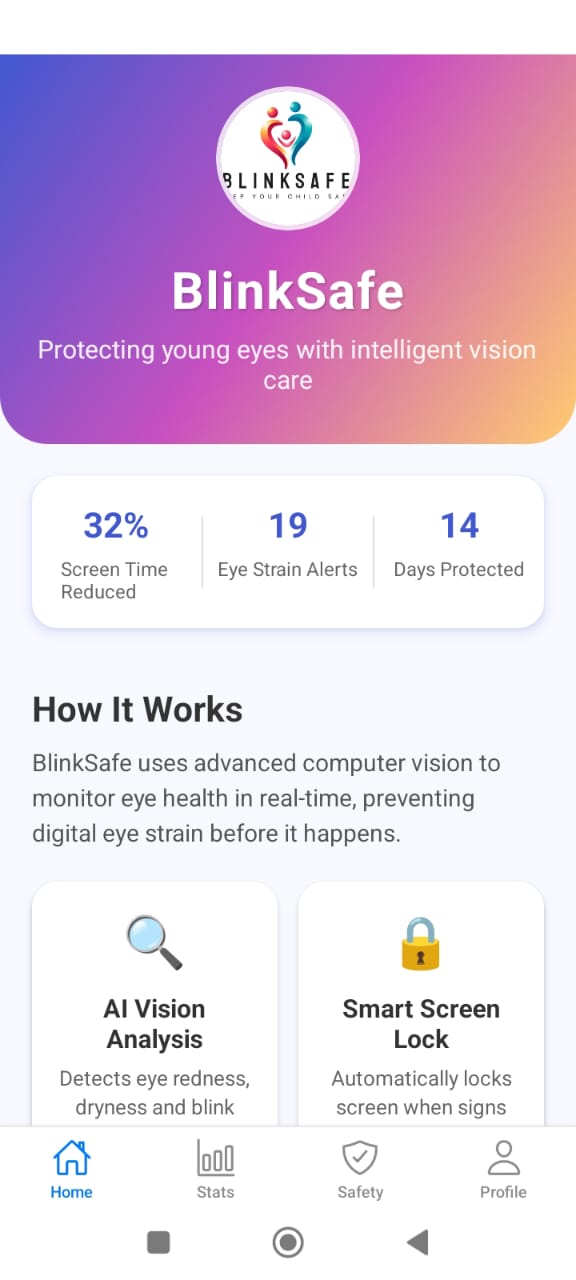 BLINKSAFE
EP YOUR CHILD SA
BlinkSafe
Protecting young eyes with intelligent vision
care
32%
Screen Time
Reduced
19
Eye Strain Alerts
14
Days Protected
How It Works
BlinkSafe uses advanced computer vision to
monitor eye health in real-time, preventing
digital eye strain before it happens.
AI Vision
Analysis
Detects eye redness,
dryness and blink
Smart Screen
Lock
Automatically locks
screen when signs
Home
Stats
Safety
Profile